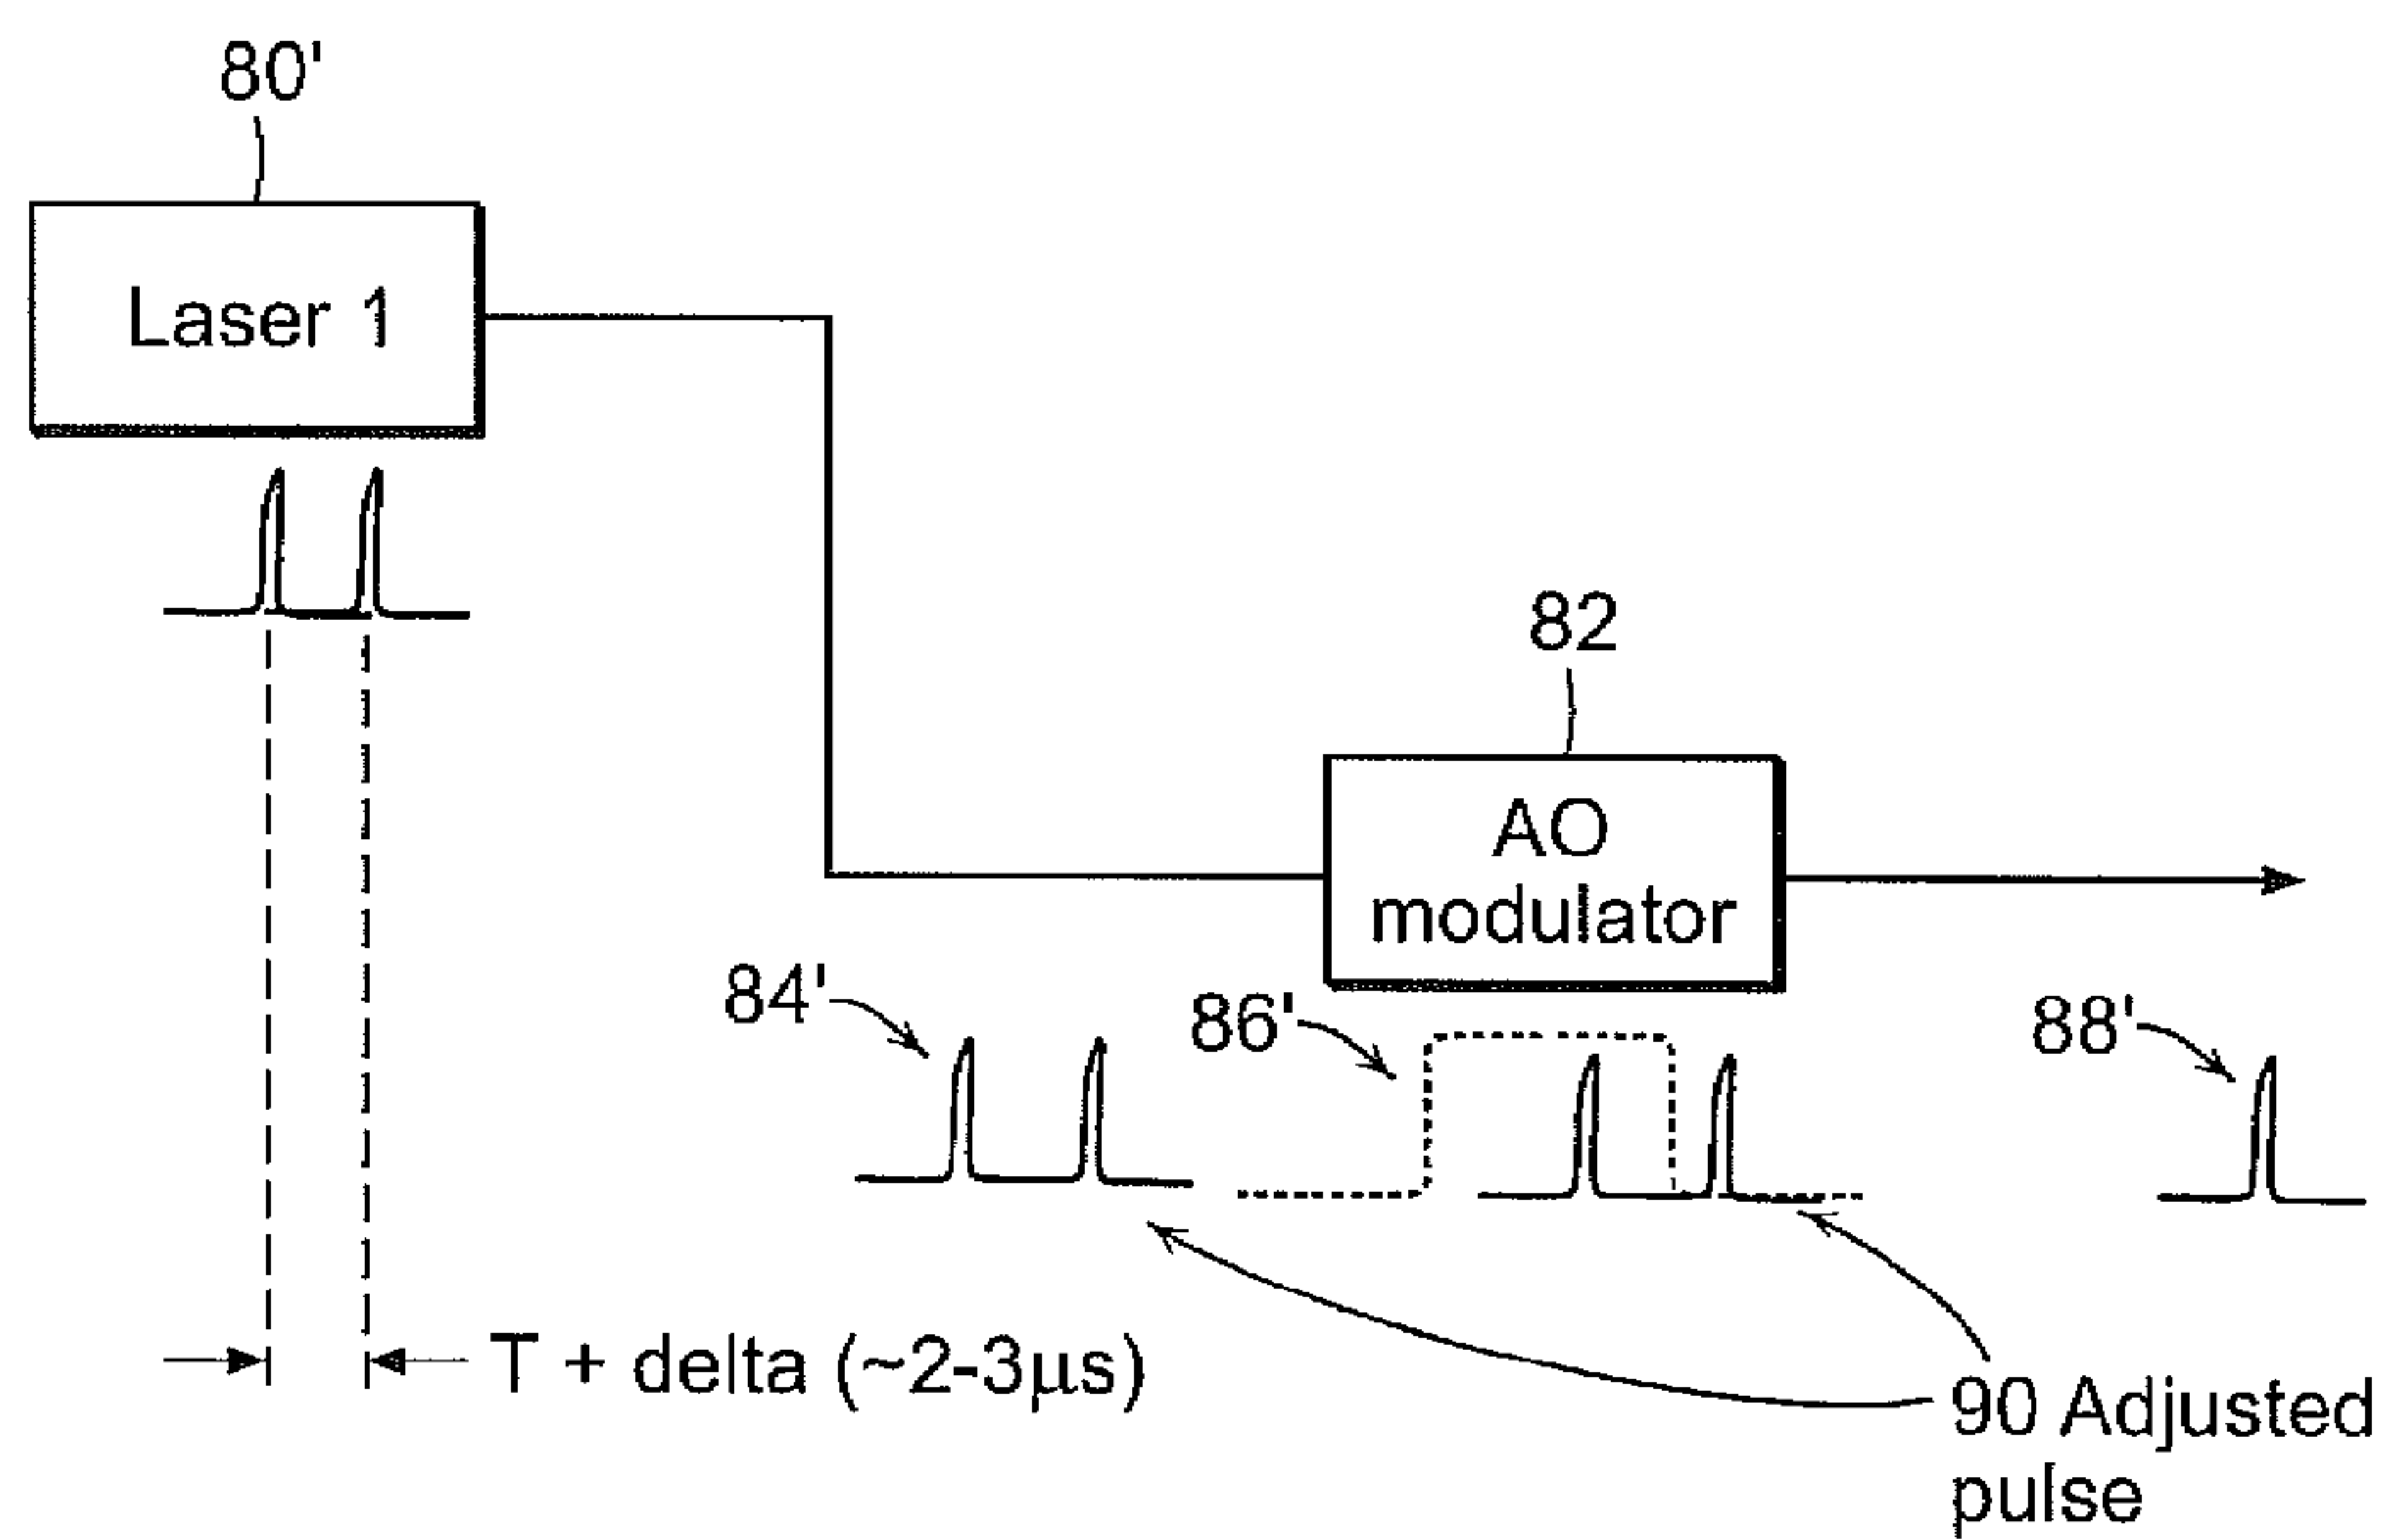 80'
Laser 1
82
AO
modulator
84'
86'
88'
T + delta (~2-3μs)
90 Adjusted
pulse